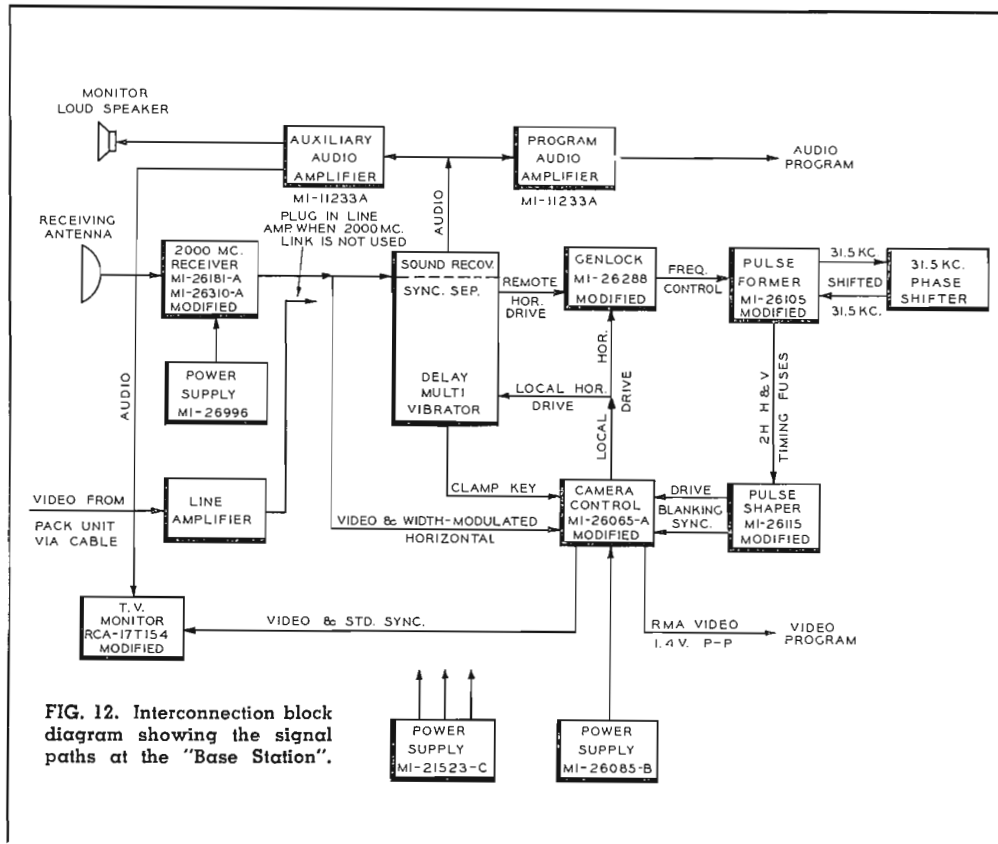 MONITOR
LOUD SPEAKER
AUXILIARY
AUDIO
AMPLIFIER
MI-11233A
PROGRAM
AUDIO
AMPLIFIER
MI-11233A
AUDIO
PROGRAM
RECEIVING
ANTENNA
2000 MC.
RECEIVER
MI-26181-A
MI-26310-A
MODIFIED
PLUG IN LINE
AMP. WHEN 2000 MC.
LINK IS NOT USED
AUDIO
SOUND RECOV.
SYNC. SEP.
DELAY
MULTI
VIBRATOR
REMOTE
HOR.
DRIVE
GENLOCK
MI-26288
MODIFIED
FREQ.
CONTROL
PULSE
FORMER
MI-26105
MODIFIED
31.5 KC.
SHIFTED
31.5 KC.
31.5 KC.
PHASE
SHIFTER
POWER
SUPPLY
MI-26996
AUDIO
LOCAL HOR.
DRIVE
LOCAL HOR.
DRIVE
2H H & V
TIMING FUSES
VIDEO FROM
PACK UNIT
VIA CABLE
LINE
AMPLIFIER
CLAMP KEY
VIDEO & WIDTH-MODULATED
HORIZONTAL
CAMERA
CONTROL
MI-26065-A
MODIFIED
DRIVE
BLANKING
SYNC.
PULSE
SHAPER
MI-26115
MODIFIED
T.V.
MONITOR
RCA-17T154
MODIFIED
VIDEO & STD. SYNC.
RMA VIDEO
1.4 V. P-P
VIDEO
PROGRAM
FIG. 12. Interconnection block
diagram showing the signal
paths at the "Base Station".
POWER
SUPPLY
MI-21523-C
POWER
SUPPLY
MI-26085-B